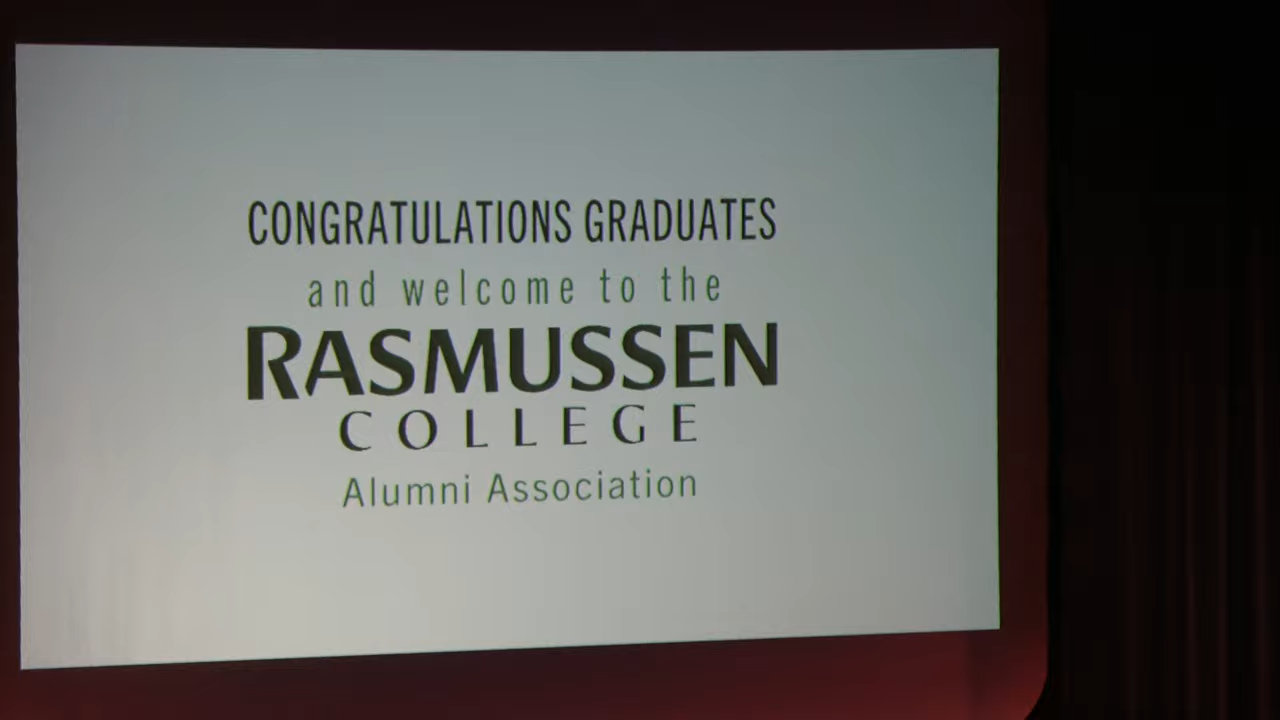 CONGRATULATIONS GRADUATES
and welcome to the
RASMUSSEN
COLLEGE
Alumni Association